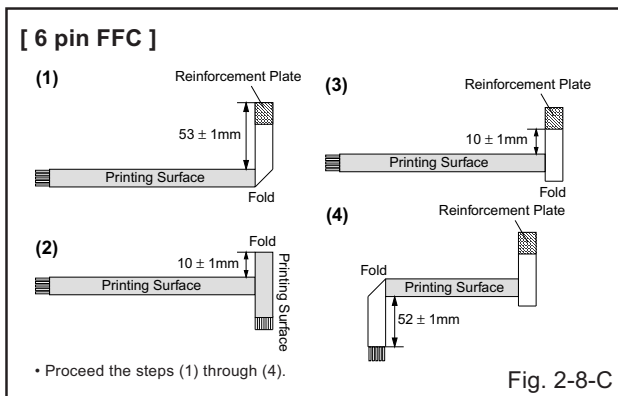 [ 6 pin FFC ]
(1)
Reinforcement Plate
53 ± 1mm
Printing Surface
Fold
(2)
Fold
10 ± 1mm
Printing Surface
Printing Surface
(3)
Reinforcement Plate
10 ± 1mm
Printing Surface
Fold
(4)
Reinforcement Plate
Fold
Printing Surface
52 ± 1mm
• Proceed the steps (1) through (4).
Fig. 2-8-C